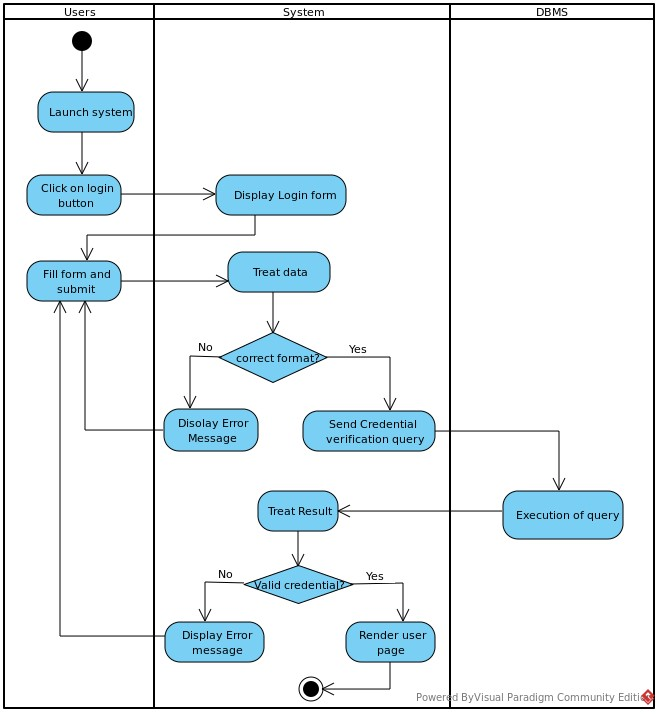 Users
System
DBMS
Launch system
Click on login
button
Display Login form
Fill form and
submit
Treat data
correct format?
No
Yes
Disolay Error
Message
Send Credential
verification query
Treat Result
Execution of query
Valid credential?
No
Yes
Display Error
message
Render user
page
Powered ByVisual Paradigm Community Edition